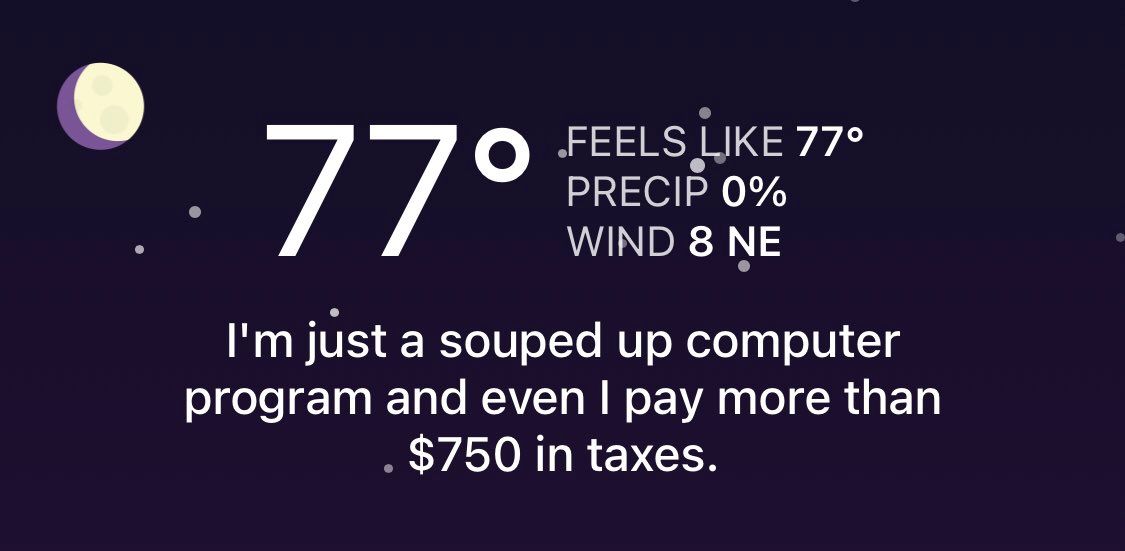 77°
FEELS LIKE 77°
PRECIP 0%
WIND 8 NE
I'm just a souped up computer
program and even I pay more than
$750 in taxes.